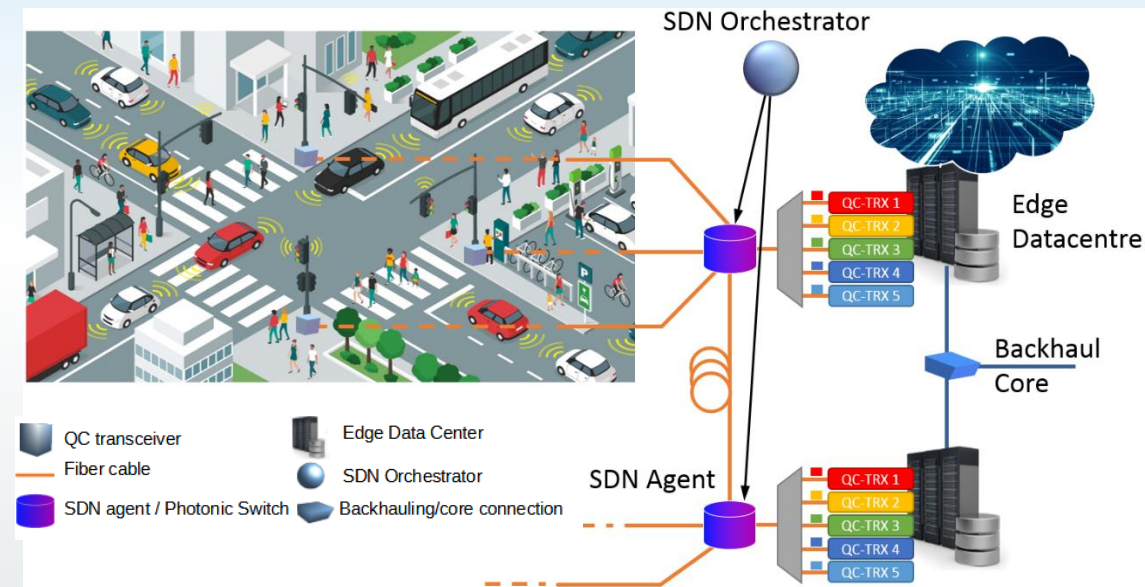 SDN Orchestrator
QC-TRX 1
QC-TRX 2
QC-TRX 3
QC-TRX 4
QC-TRX 5
Edge
Datacentre
P
Backhaul
Core
SDN Agent
QC-TRX 1
QC-TRX 2
QC-TRX 3
QC-TRX 4
QC-TRX 5
QC transceiver
Fiber cable
SDN agent / Photonic Switch
Edge Data Center
SDN Orchestrator
Backhauling/core connection